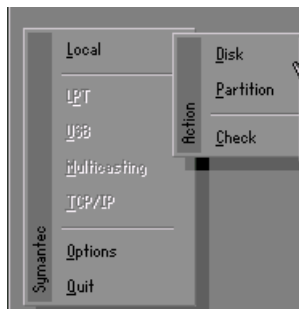 Local
LPT
USB
Multicasting
TCP/IP
Options
Quit
Symantec
Disk
Partition
Check
Action